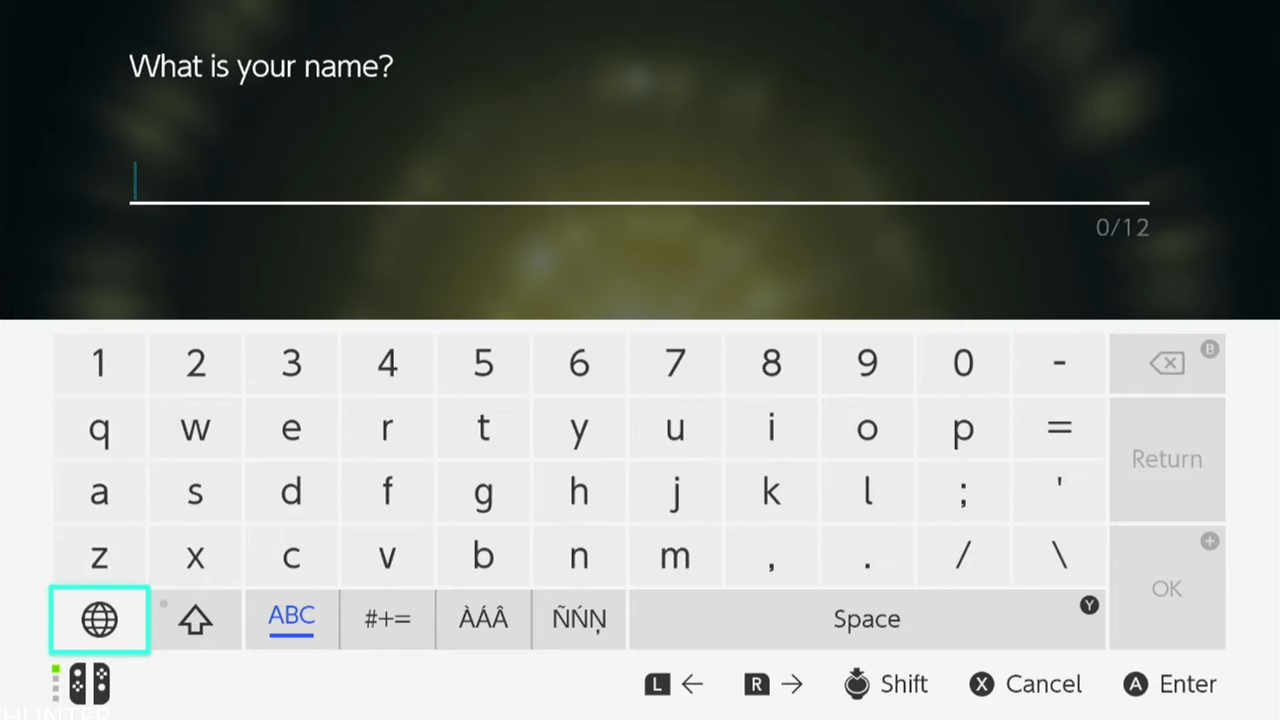 What is your name?
0/12
1 2 3 4 5 6 7 8 9 0 - B
q w e r t y u i o p =
Return
a s d f g h j k l ; '
z x c v b n m , . / \ +
OK
ABC #+= ÀÁÂ ÑŃŅ Space Y
L ← R → Shift X Cancel A Enter
HUNTER